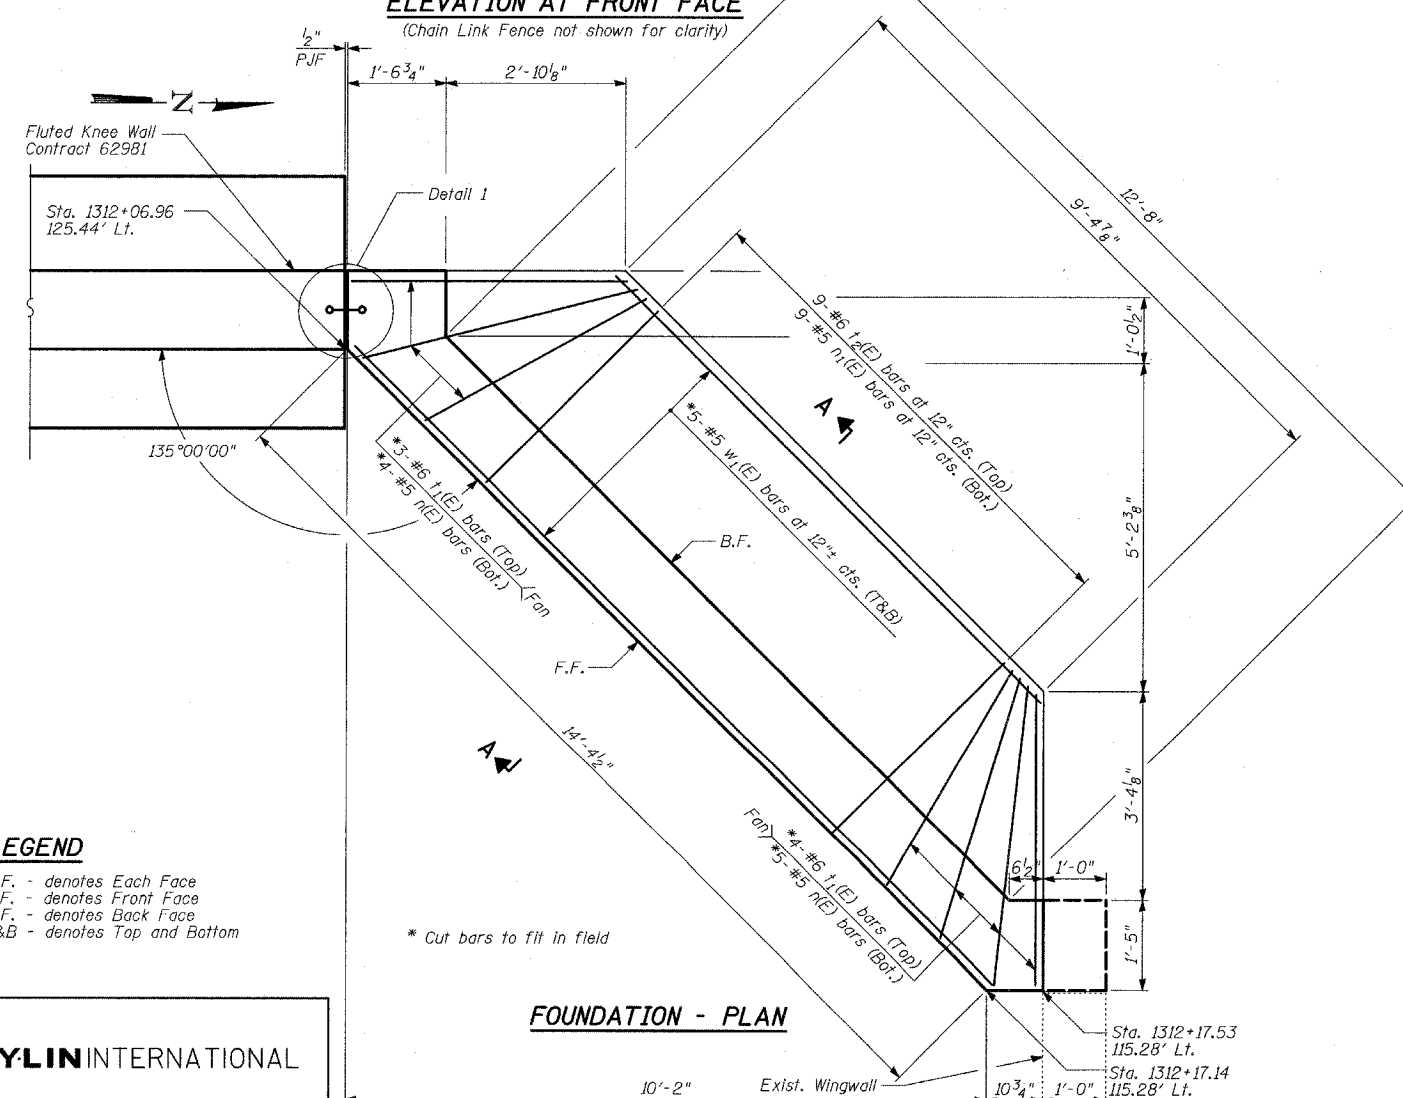 ELEVATION AT FRONT FACE
(Chain Link Fence not shown for clarity)
½"
PJF
1'-6¾"
2'-10⅛"
N
Fluted Knee Wall
Contract 62981
Detail 1
Sta. 1312+06.96
125.44' Lt.
12'-8"
9'-4⅞"
9-#6 t2(E) bars at 12" cts. (Top)
9-#5 n1(E) bars at 12" cts. (Bot.)
1'-0½"
A
135°00'00"
*5-#5 w1(E) bars at 12"± cts. (T&B)
*3-#6 t1(E) bars (Top)
*4-#5 n(E) bars (Bot.)
Fan
B.F.
5'-2⅜"
F.F.
14'-4½"
A
3'-4⅛"
Fan
*4-#6 t1(E) bars (Top)
*5-#5 n(E) bars (Bot.)
6½"
1'-0"
1'-5"
EGEND
F. - denotes Each Face
F. - denotes Front Face
F. - denotes Back Face
&B - denotes Top and Bottom
* Cut bars to fit in field
FOUNDATION - PLAN
Y·LIN INTERNATIONAL
Sta. 1312+17.53
115.28' Lt.
Sta. 1312+17.14
115.28' Lt.
10'-2"
Exist. Wingwall
10¾"
1'-0"